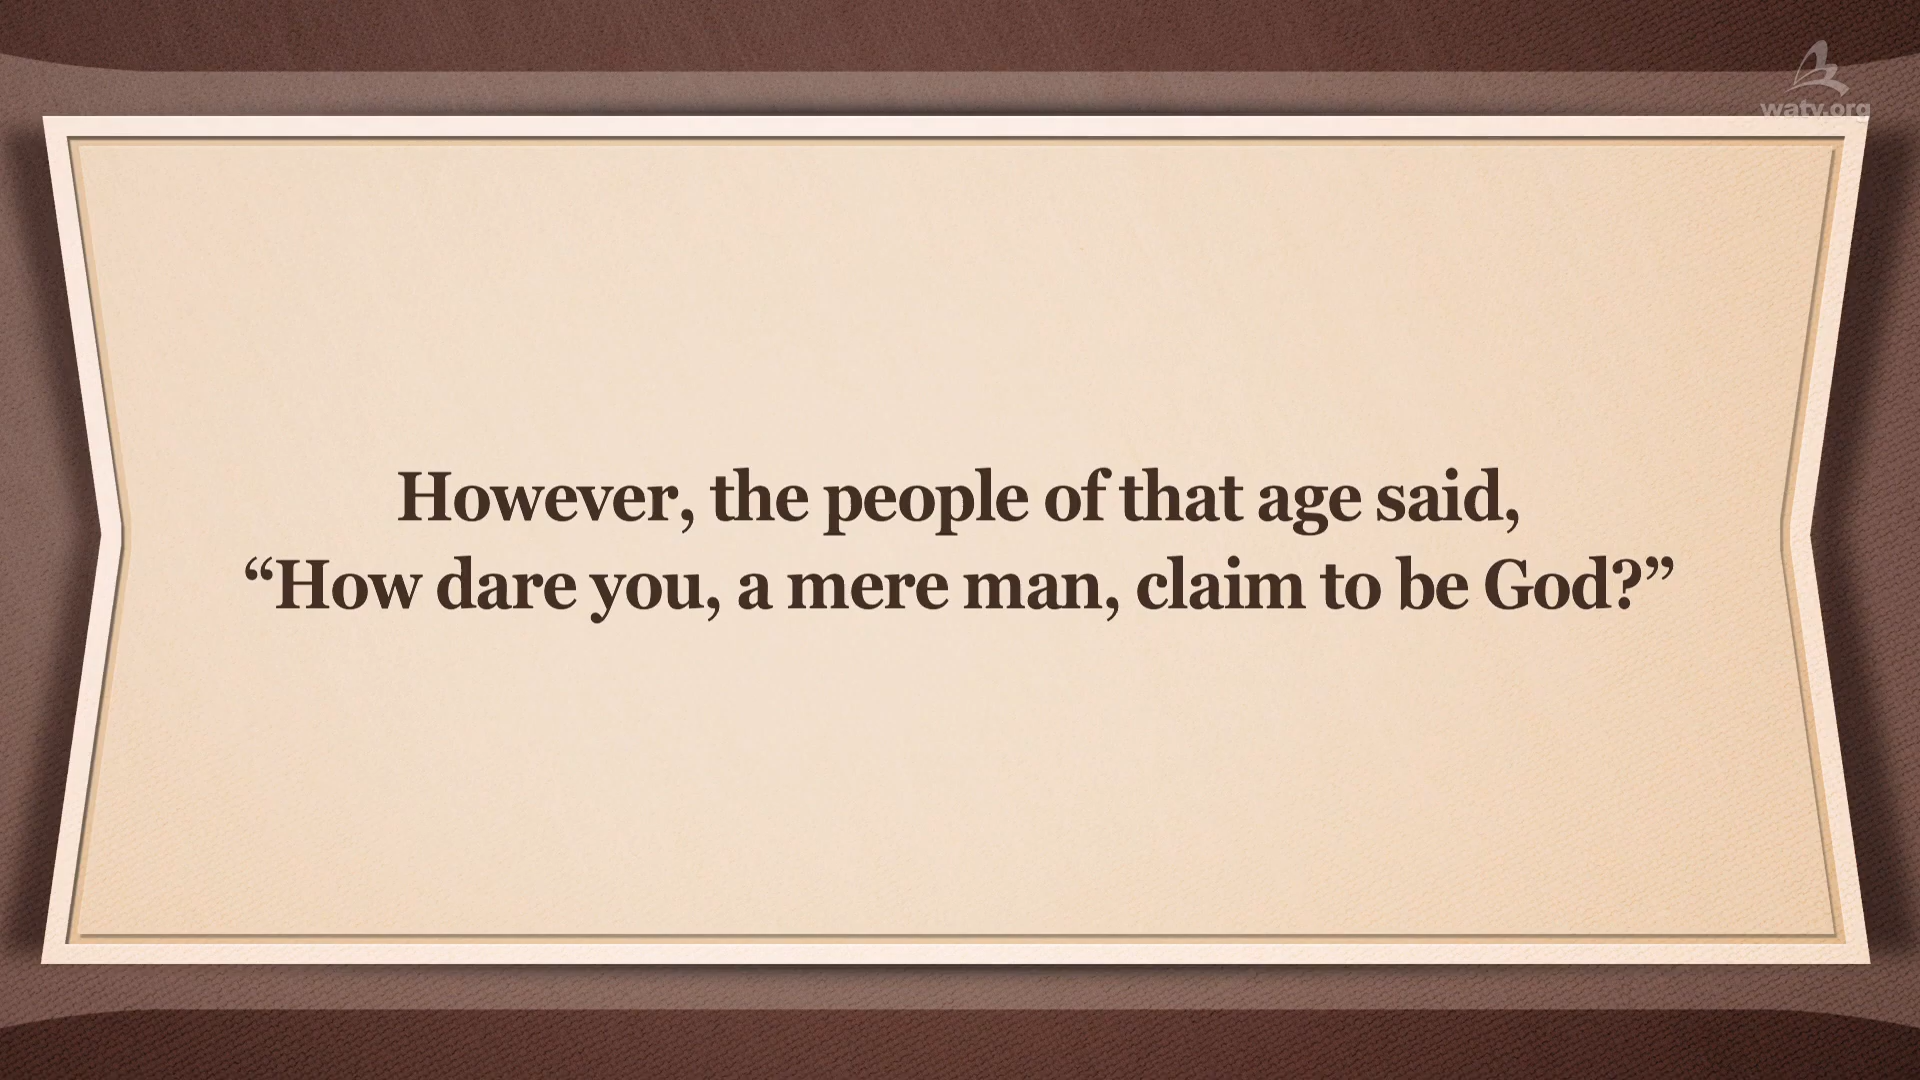 watv.org
However, the people of that age said,
“How dare you, a mere man, claim to be God?”